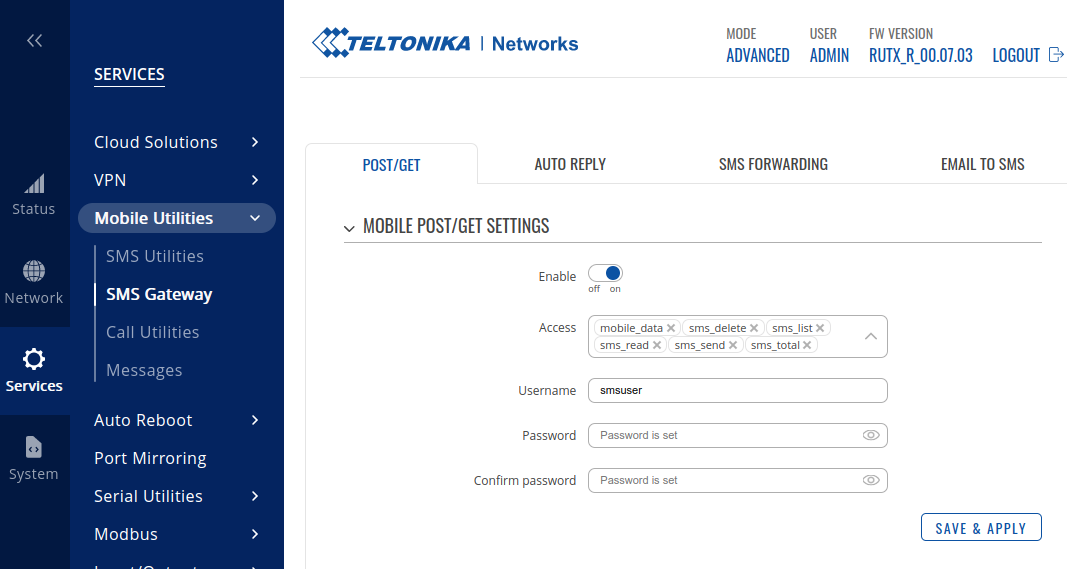 TELTONIKA | Networks
MODE
ADVANCED
USER
ADMIN
FW VERSION
RUTX_R_00.07.03
LOGOUT
Status
Network
Services
System
SERVICES
Cloud Solutions
VPN
Mobile Utilities
SMS Utilities
SMS Gateway
Call Utilities
Messages
Auto Reboot
Port Mirroring
Serial Utilities
Modbus
POST/GET
AUTO REPLY
SMS FORWARDING
EMAIL TO SMS
MOBILE POST/GET SETTINGS
Enable
off on
Access
mobile_data sms_delete sms_list
sms_read sms_send sms_total
Username
smsuser
Password
Password is set
Confirm password
Password is set
SAVE & APPLY